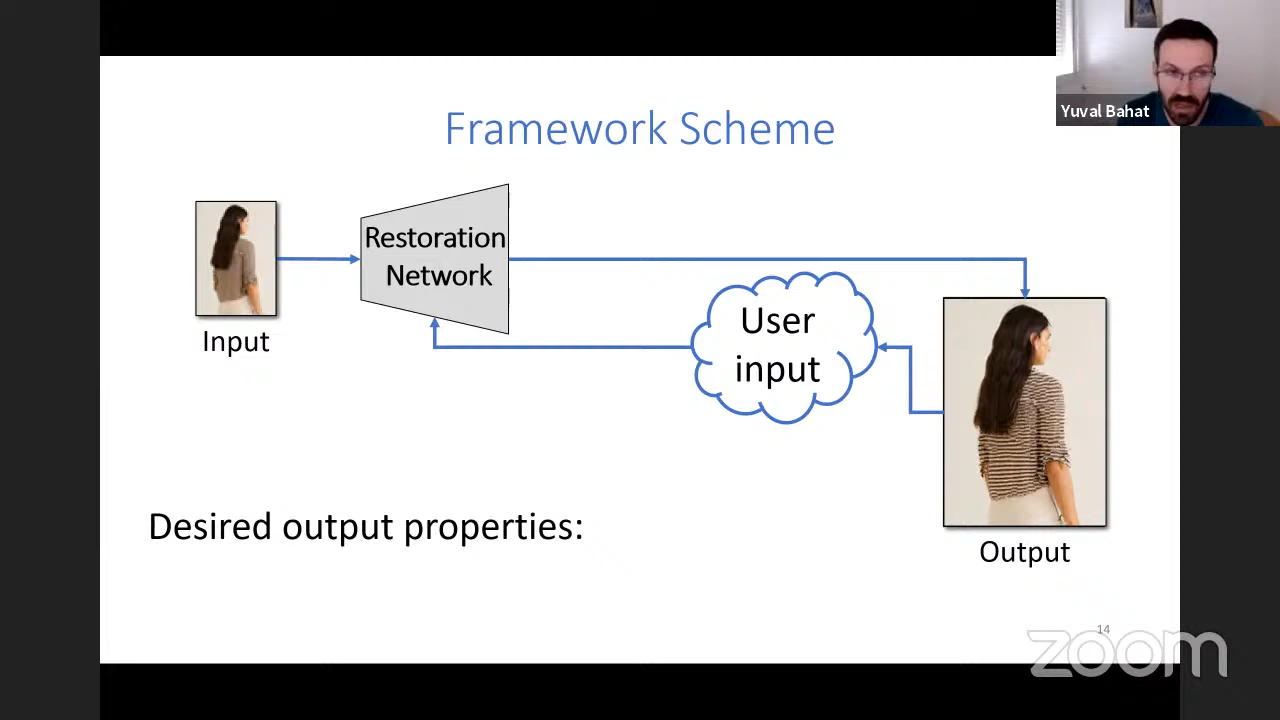 Yuval Bahat
Framework Scheme
Restoration
Network
Input
User
input
Output
Desired output properties:
14
zoom